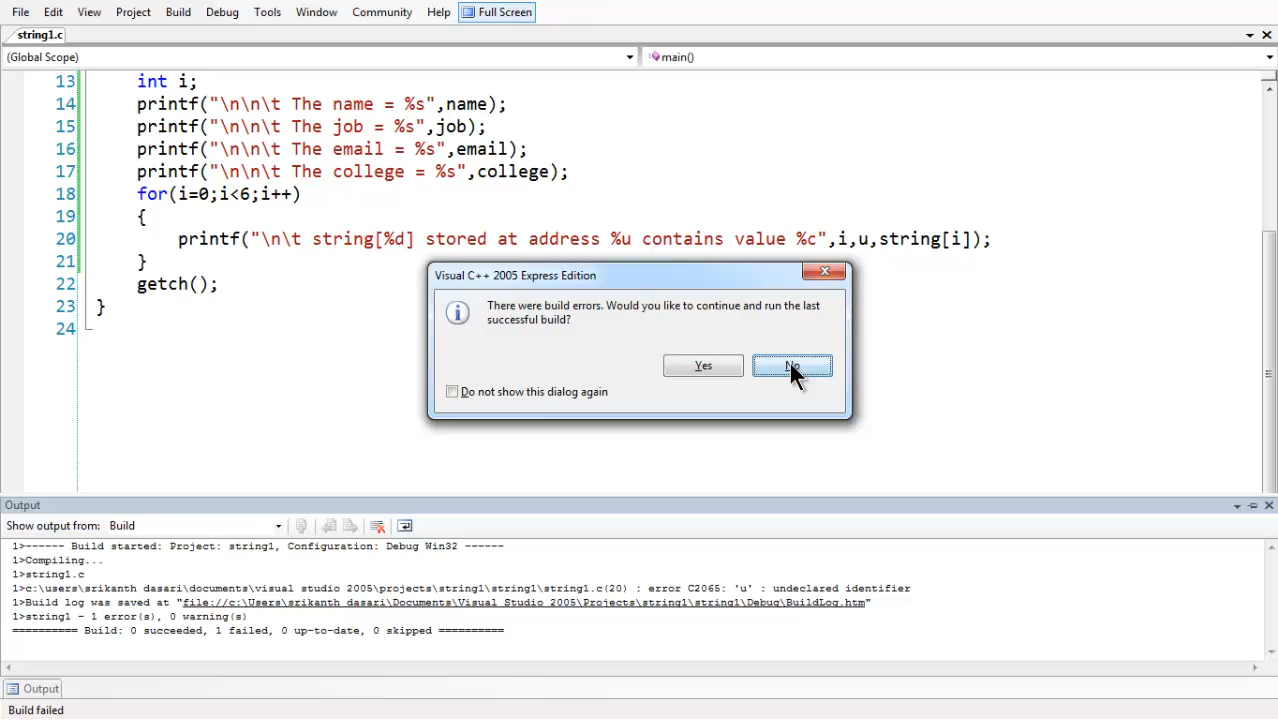 File Edit View Project Build Debug Tools Window Community Help Full Screen
string1.c
(Global Scope) main()
13 int i;
14 printf("\n\n\t The name = %s",name);
15 printf("\n\n\t The job = %s",job);
16 printf("\n\n\t The email = %s",email);
17 printf("\n\n\t The college = %s",college);
18 for(i=0;i<6;i++)
19 {
20 printf("\n\t string[%d] stored at address %u contains value %c",i,u,string[i]);
21 }
22 getch();
23 }
24
Visual C++ 2005 Express Edition
There were build errors. Would you like to continue and run the last
successful build?
Yes No
Do not show this dialog again
Output
Show output from: Build
1>------ Build started: Project: string1, Configuration: Debug Win32 ------
1>Compiling...
1>string1.c
1>c:\users\srikanth dasari\documents\visual studio 2005\projects\string1\string1\string1.c(20) : error C2065: 'u' : undeclared identifier
1>Build log was saved at "file://c:\Users\srikanth dasari\Documents\Visual Studio 2005\Projects\string1\string1\Debug\BuildLog.htm"
1>string1 - 1 error(s), 0 warning(s)
========== Build: 0 succeeded, 1 failed, 0 up-to-date, 0 skipped ==========
Output
Build failed